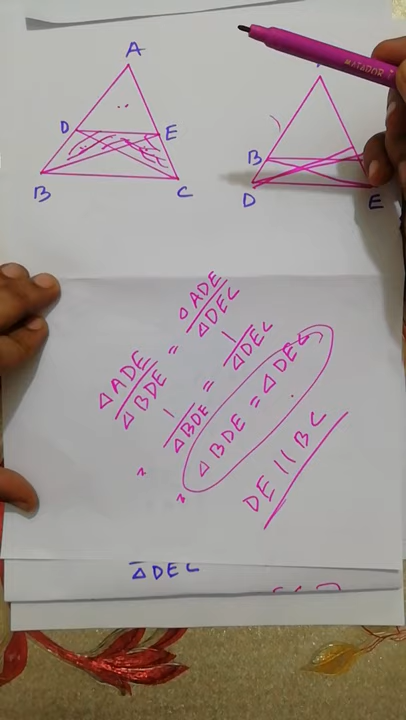 A
MATADOR
D
E
B
B
C
D
E
ΔADE/ΔBDE = ΔADE/ΔDEC
" 1/ΔBDE = 1/ΔDEC
" ΔBDE = ΔDEC
DE || BC
ΔDEC